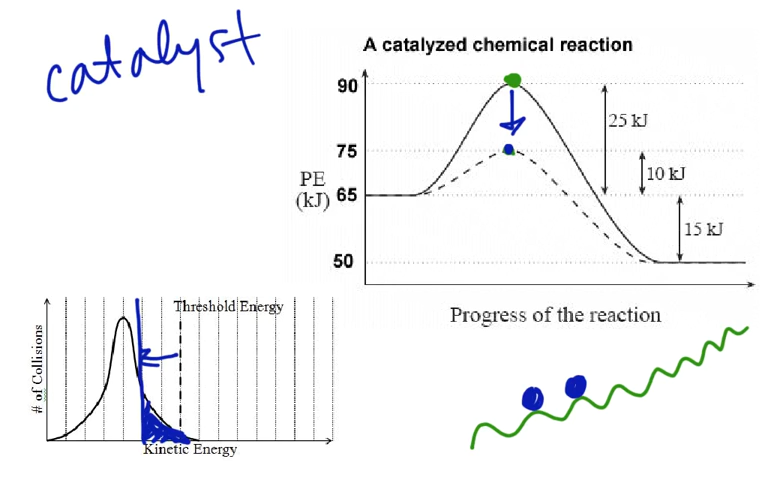 catalyst
A catalyzed chemical reaction
90
25 kJ
75
10 kJ
PE
(kJ)
65
15 kJ
50
Progress of the reaction
Threshold Energy
# of Collisions
Kinetic Energy